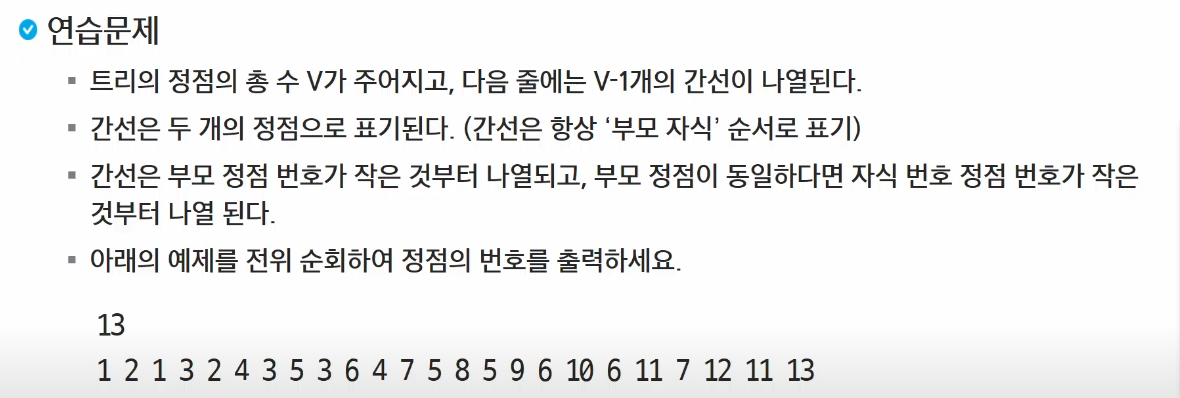 연습문제
트리의 정점의 총 수 V가 주어지고, 다음 줄에는 V-1개의 간선이 나열된다.
간선은 두 개의 정점으로 표기된다. (간선은 항상 ‘부모 자식’ 순서로 표기)
간선은 부모 정점 번호가 작은 것부터 나열되고, 부모 정점이 동일하다면 자식 번호 정점 번호가 작은
것부터 나열 된다.
아래의 예제를 전위 순회하여 정점의 번호를 출력하세요.
13
1 2 1 3 2 4 3 5 3 6 4 7 5 8 5 9 6 10 6 11 7 12 11 13